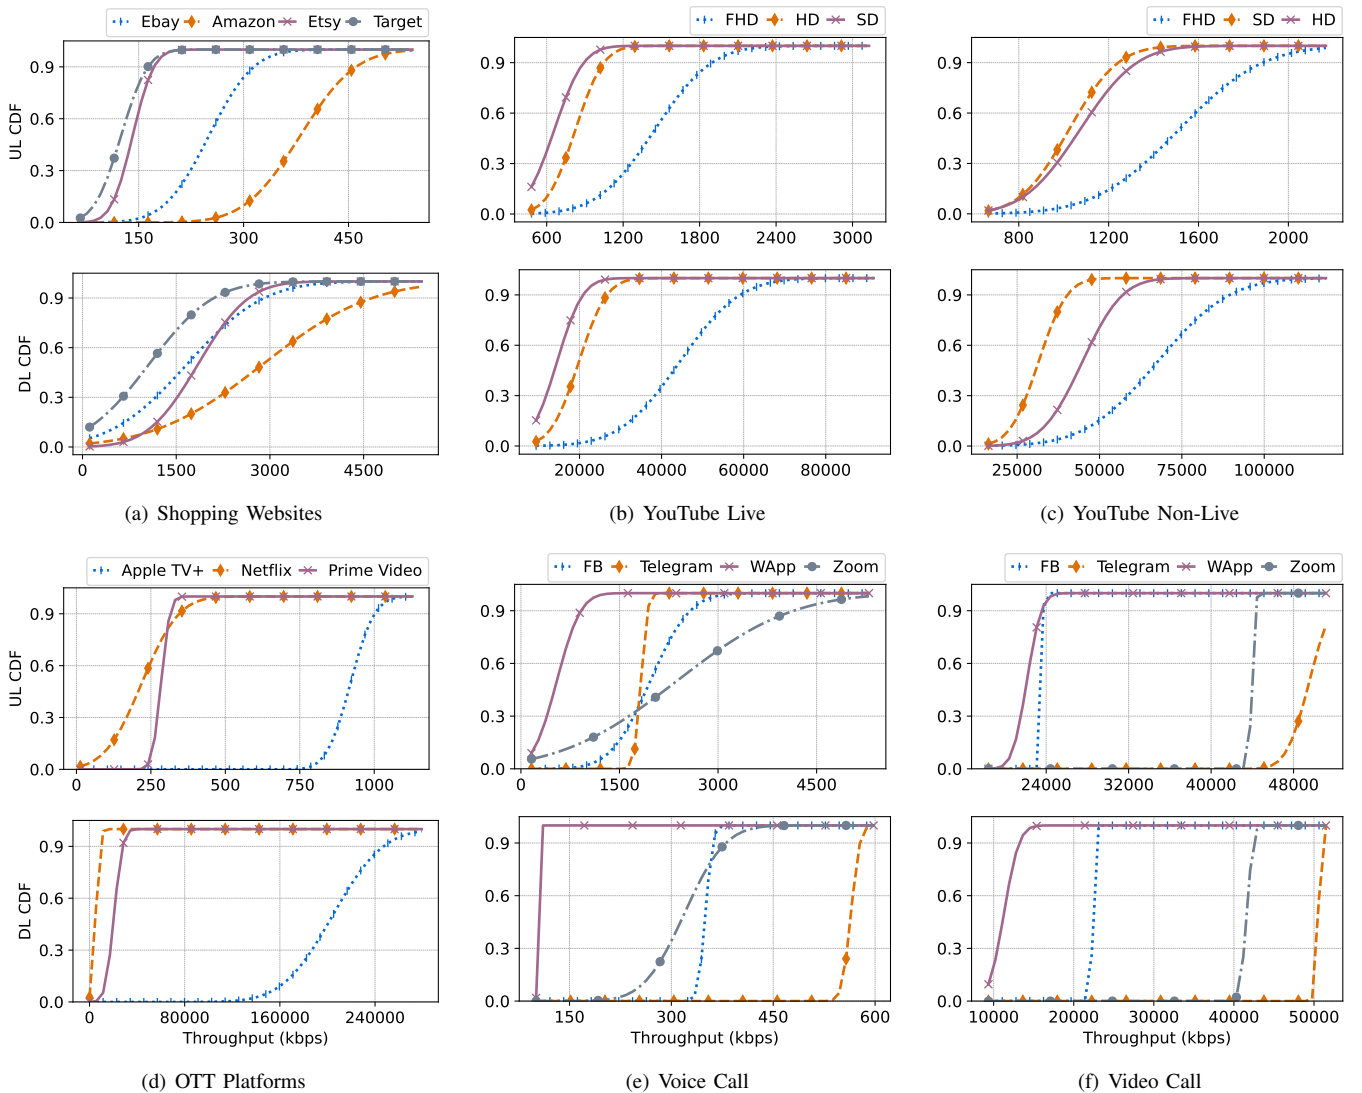 Ebay Amazon Etsy Target
UL CDF
0.9
0.6
0.3
0.0
150 300 450
DL CDF
0.9
0.6
0.3
0.0
0 1500 3000 4500
(a) Shopping Websites
FHD HD SD
0.9
0.6
0.3
0.0
600 1200 1800 2400 3000
0.9
0.6
0.3
0.0
20000 40000 60000 80000
(b) YouTube Live
FHD SD HD
0.9
0.6
0.3
0.0
800 1200 1600 2000
0.9
0.6
0.3
0.0
25000 50000 75000 100000
(c) YouTube Non-Live
Apple TV+ Netflix Prime Video
UL CDF
0.9
0.6
0.3
0.0
0 250 500 750 1000
DL CDF
0.9
0.6
0.3
0.0
0 80000 160000 240000
Throughput (kbps)
(d) OTT Platforms
FB Telegram WApp Zoom
0.9
0.6
0.3
0.0
0 1500 3000 4500
0.9
0.6
0.3
0.0
150 300 450 600
Throughput (kbps)
(e) Voice Call
FB Telegram WApp Zoom
0.9
0.6
0.3
0.0
24000 32000 40000 48000
0.9
0.6
0.3
0.0
10000 20000 30000 40000 50000
Throughput (kbps)
(f) Video Call